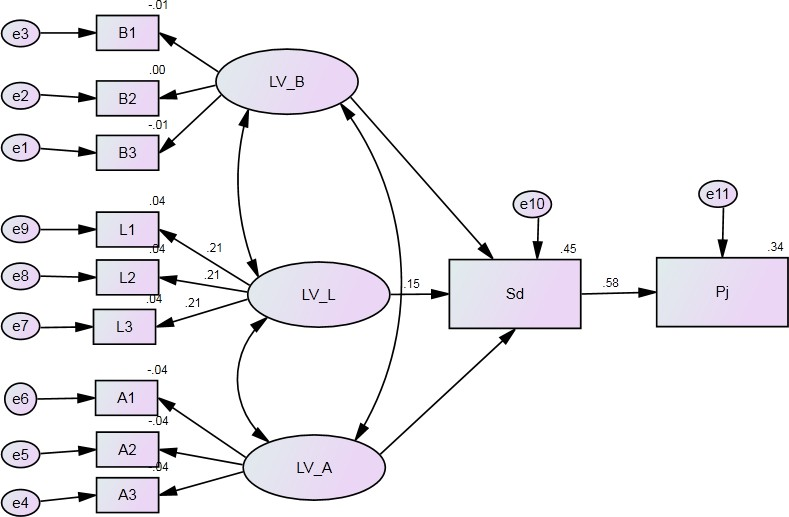 -.01
e3
B1
.00
e2
B2
-.01
e1
B3
LV_B
.04
e9
L1
.21
.04
e8
L2
.21
.04
e7
L3
.21
LV_L
.15
e10
.45
Sd
.58
e11
.34
Pj
-.04
e6
A1
-.04
e5
A2
-.04
e4
A3
LV_A